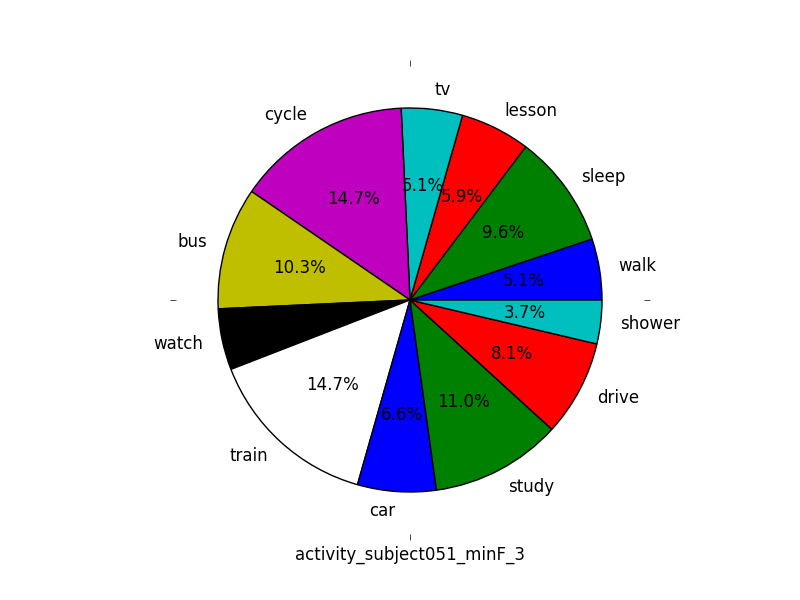 tv
lesson
cycle
sleep
5.1%
5.9%
14.7%
9.6%
bus
walk
10.3%
5.1%
3.7%
shower
watch
8.1%
14.7%
drive
11.0%
6.6%
train
study
car
activity_subject051_minF_3